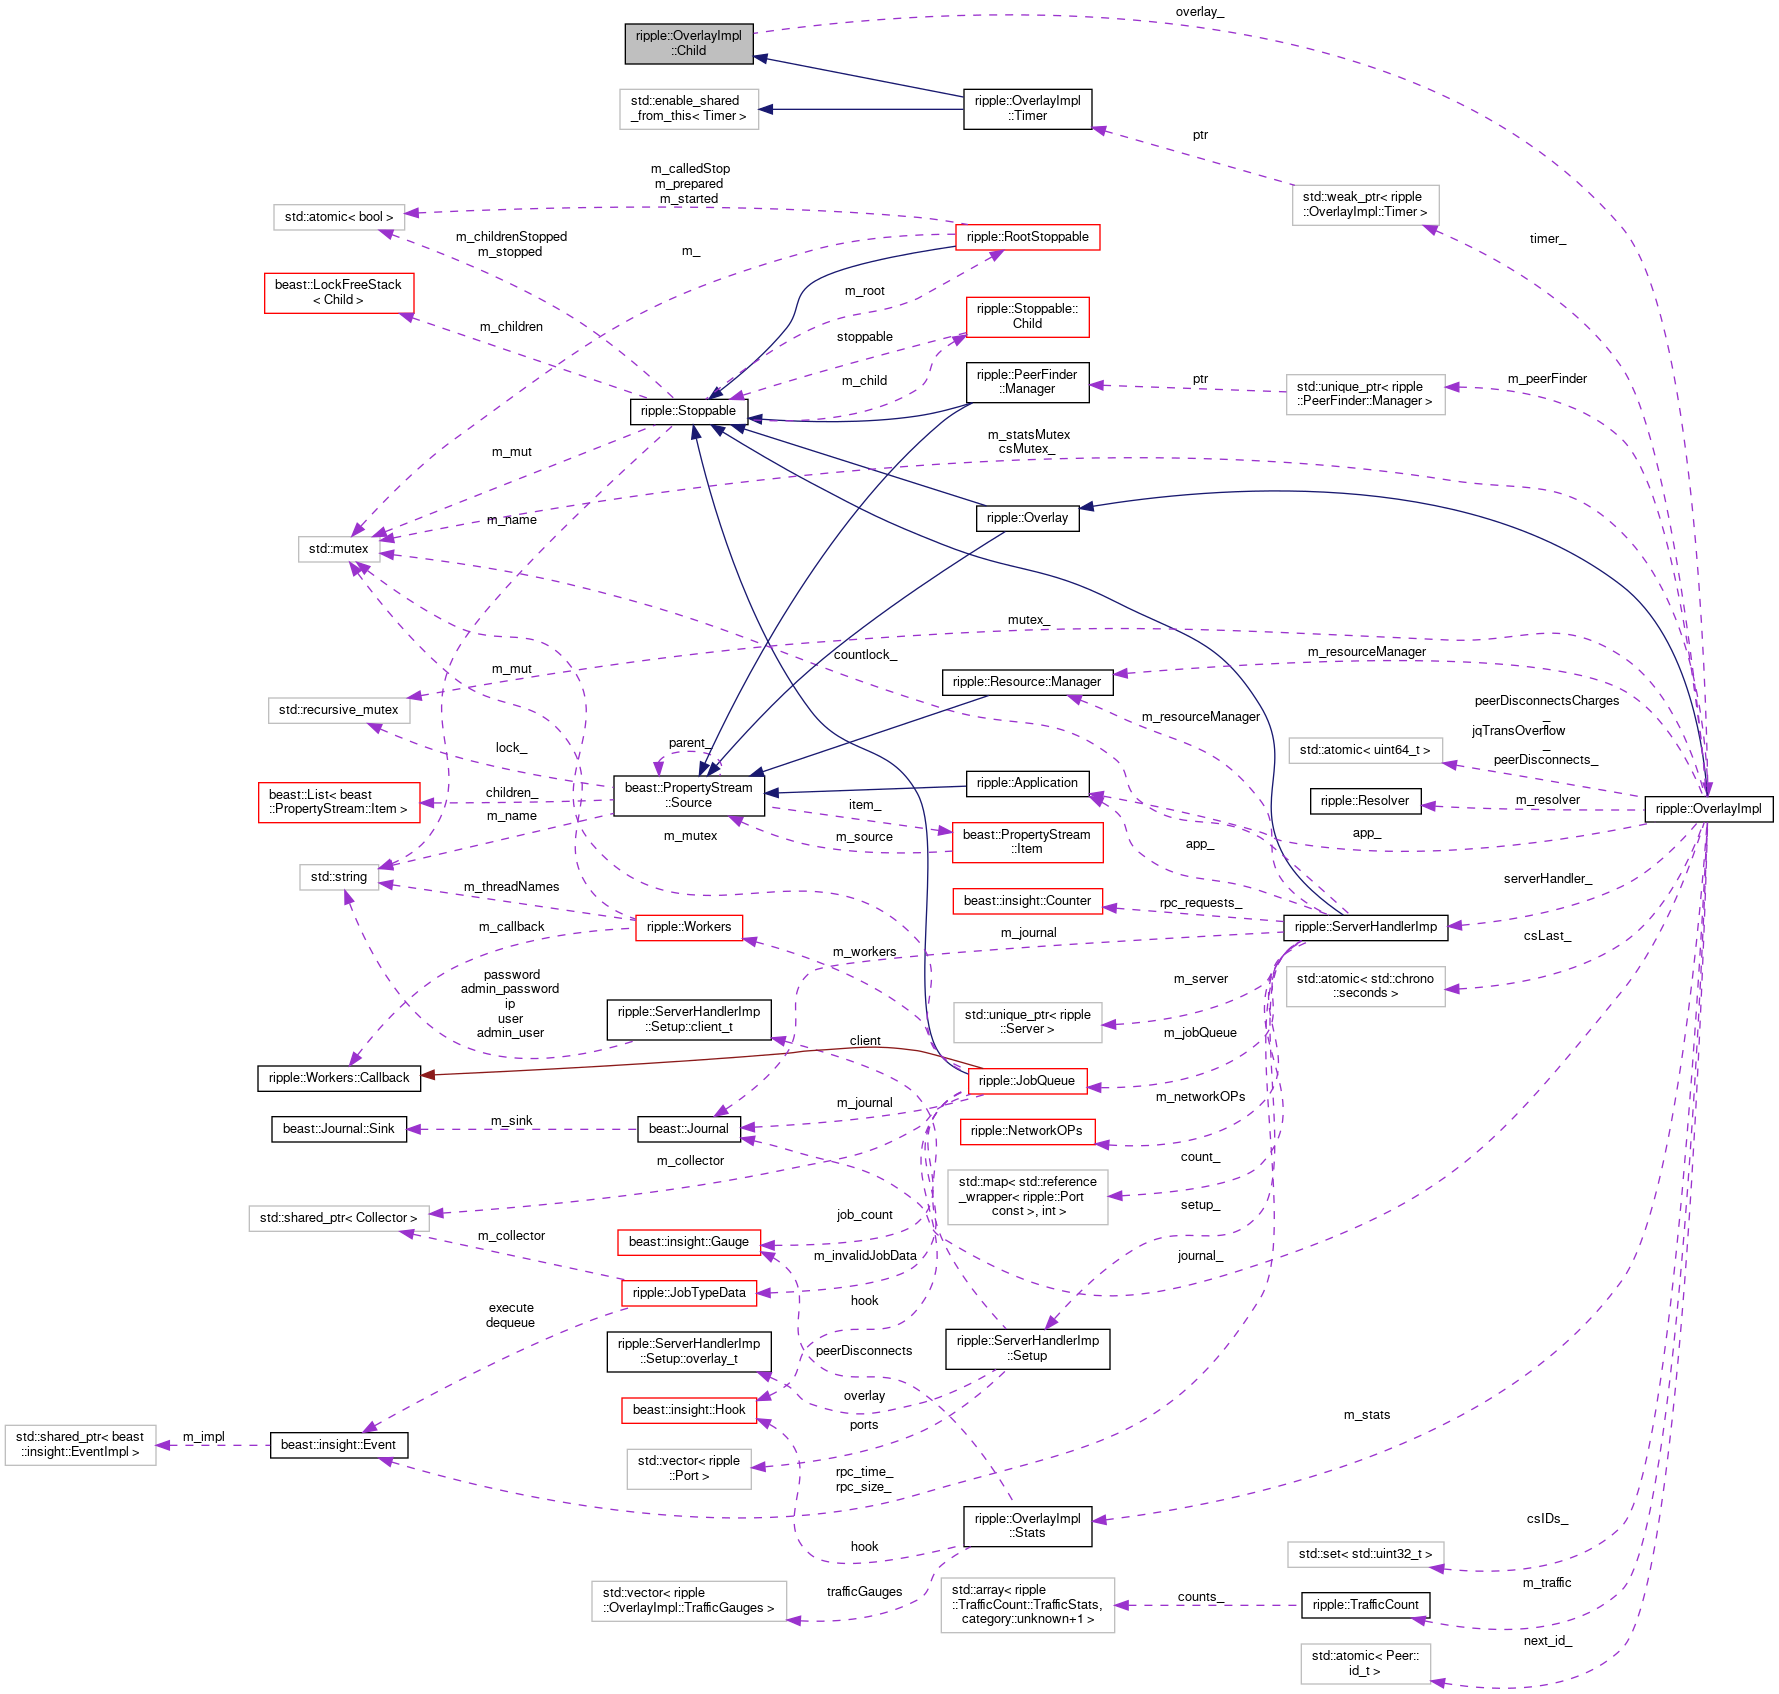 overlay_
ripple::OverlayImpl
::Child
std::enable_shared
_from_this< Timer >
ripple::OverlayImpl
::Timer
ptr
m_calledStop
m_prepared
m_started
std::weak_ptr< ripple
::OverlayImpl::Timer >
std::atomic< bool >
m_childrenStopped
m_stopped
m_
ripple::RootStoppable
timer_
beast::LockFreeStack
< Child >
m_root
ripple::Stoppable::
Child
m_children
stoppable
m_child
ripple::PeerFinder
::Manager
ptr
std::unique_ptr< ripple
::PeerFinder::Manager >
m_peerFinder
ripple::Stoppable
m_mut
m_statsMutex
csMutex_
m_name
ripple::Overlay
std::mutex
mutex_
countlock_
m_mut
ripple::Resource::Manager
m_resourceManager
std::recursive_mutex
m_resourceManager
peerDisconnectsCharges
_
jqTransOverflow
_
peerDisconnects_
lock_
parent_
std::atomic< uint64_t >
beast::List< beast
::PropertyStream::Item >
children_
m_name
beast::PropertyStream
::Source
ripple::Application
item_
m_source
ripple::Resolver
m_resolver
ripple::OverlayImpl
m_mutex
beast::PropertyStream
::Item
app_
app_
std::string
m_threadNames
serverHandler_
beast::insight::Counter
rpc_requests_
m_callback
ripple::Workers
m_journal
ripple::ServerHandlerImp
csLast_
m_workers
password
admin_password
ip
user
admin_user
m_server
std::atomic< std::chrono
::seconds >
ripple::ServerHandlerImp
::Setup::client_t
std::unique_ptr< ripple
::Server >
m_jobQueue
client
ripple::Workers::Callback
ripple::JobQueue
m_journal
m_networkOPs
beast::Journal::Sink
m_sink
beast::Journal
ripple::NetworkOPs
m_collector
count_
std::map< std::reference
_wrapper< ripple::Port
const >, int >
setup_
std::shared_ptr< Collector >
m_collector
job_count
beast::insight::Gauge
m_invalidJobData
journal_
ripple::JobTypeData
hook
execute
dequeue
ripple::ServerHandlerImp
::Setup::overlay_t
peerDisconnects
ripple::ServerHandlerImp
::Setup
overlay
beast::insight::Hook
ports
m_stats
std::shared_ptr< beast
::insight::EventImpl >
m_impl
beast::insight::Event
std::vector< ripple
::Port >
rpc_time_
rpc_size_
ripple::OverlayImpl
::Stats
csIDs_
hook
std::set< std::uint32_t >
std::vector< ripple
::OverlayImpl::TrafficGauges >
trafficGauges
std::array< ripple
::TrafficCount::TrafficStats,
category::unknown+1 >
counts_
ripple::TrafficCount
m_traffic
next_id_
std::atomic< Peer::
id_t >